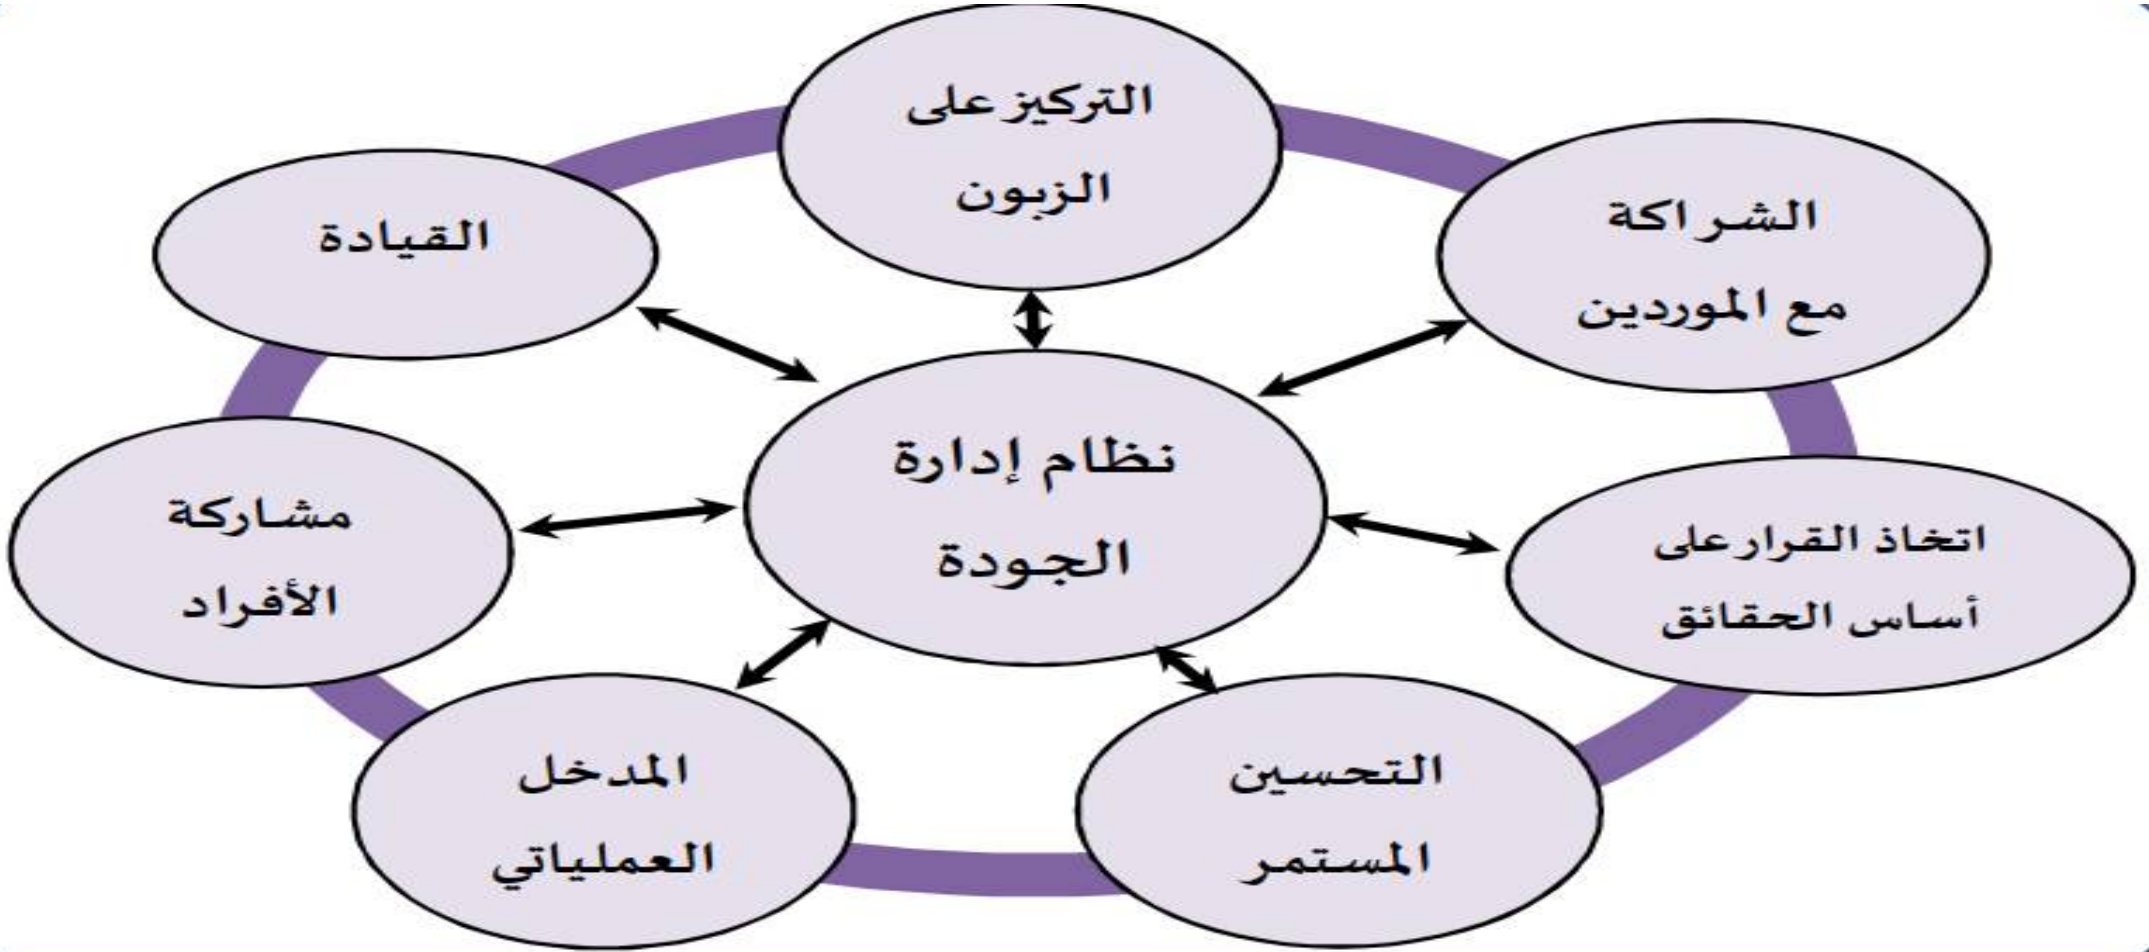 التركيز على
الزبون
الشراكة
مع الموردين
القيادة
نظام إدارة
الجودة
اتخاذ القرار على
أساس الحقائق
مشاركة
الأفراد
التحسين
المستمر
المدخل
العملياتي